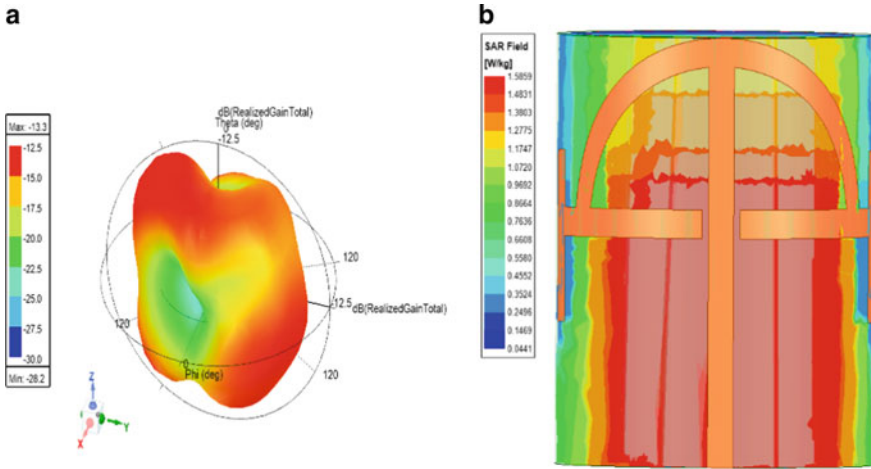 a
dB(RealizedGainTotal)
Theta (deg)
0
-12.5
Max: -13.3
-12.5
-15.0
-17.5
-20.0
-22.5
-25.0
-27.5
-30.0
Min: -28.2
120
-12.5
dB(RealizedGainTotal)
120
120
0
Phi (deg)
Z
Y
X
b
SAR Field
[W/kg]
1.5859
1.4831
1.3803
1.2775
1.1747
1.0720
0.9692
0.8664
0.7636
0.6608
0.5580
0.4552
0.3524
0.2496
0.1469
0.0441